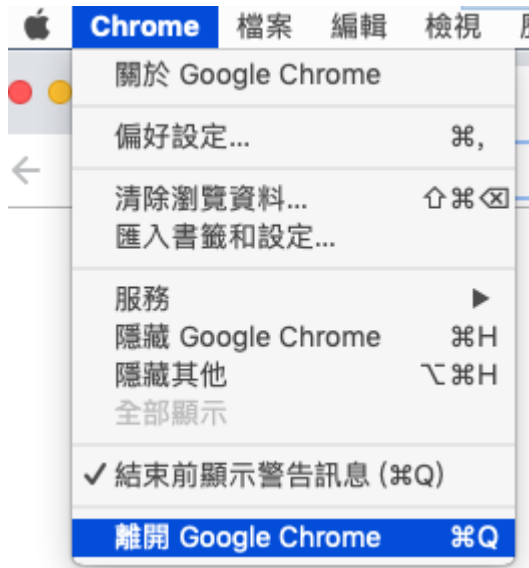 Chrome 檔案 編輯 檢視
關於 Google Chrome
偏好設定... ⌘,
清除瀏覽資料... ⇧⌘⌫
匯入書籤和設定...
服務 ▶
隱藏 Google Chrome ⌘H
隱藏其他 ⌥⌘H
全部顯示
✓ 結束前顯示警告訊息 (⌘Q)
離開 Google Chrome ⌘Q